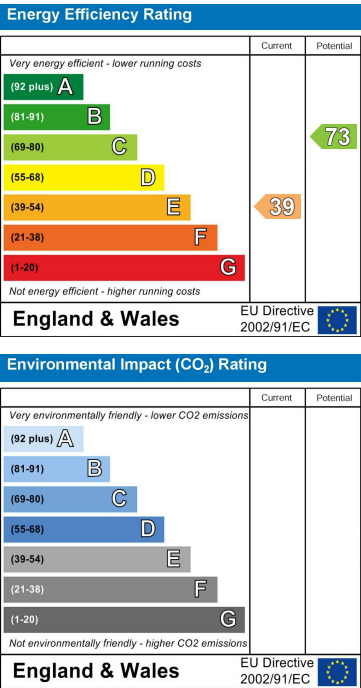 Energy Efficiency Rating
Current Potential
Very energy efficient - lower running costs
(92 plus) A
(81-91) B
(69-80) C
73
(55-68) D
(39-54) E
39
(21-38) F
(1-20) G
Not energy efficient - higher running costs
England & Wales
EU Directive
2002/91/EC
Environmental Impact (CO2) Rating
Current Potential
Very environmentally friendly - lower CO2 emissions
(92 plus) A
(81-91) B
(69-80) C
(55-68) D
(39-54) E
(21-38) F
(1-20) G
Not environmentally friendly - higher CO2 emissions
England & Wales
EU Directive
2002/91/EC